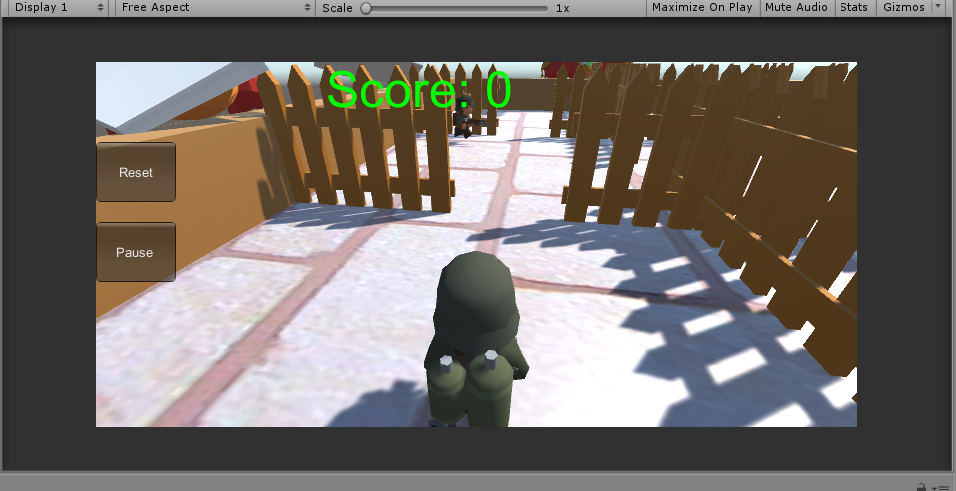 Display 1 Free Aspect Scale 1x Maximize On Play Mute Audio Stats Gizmos
Score: 0
Reset
Pause